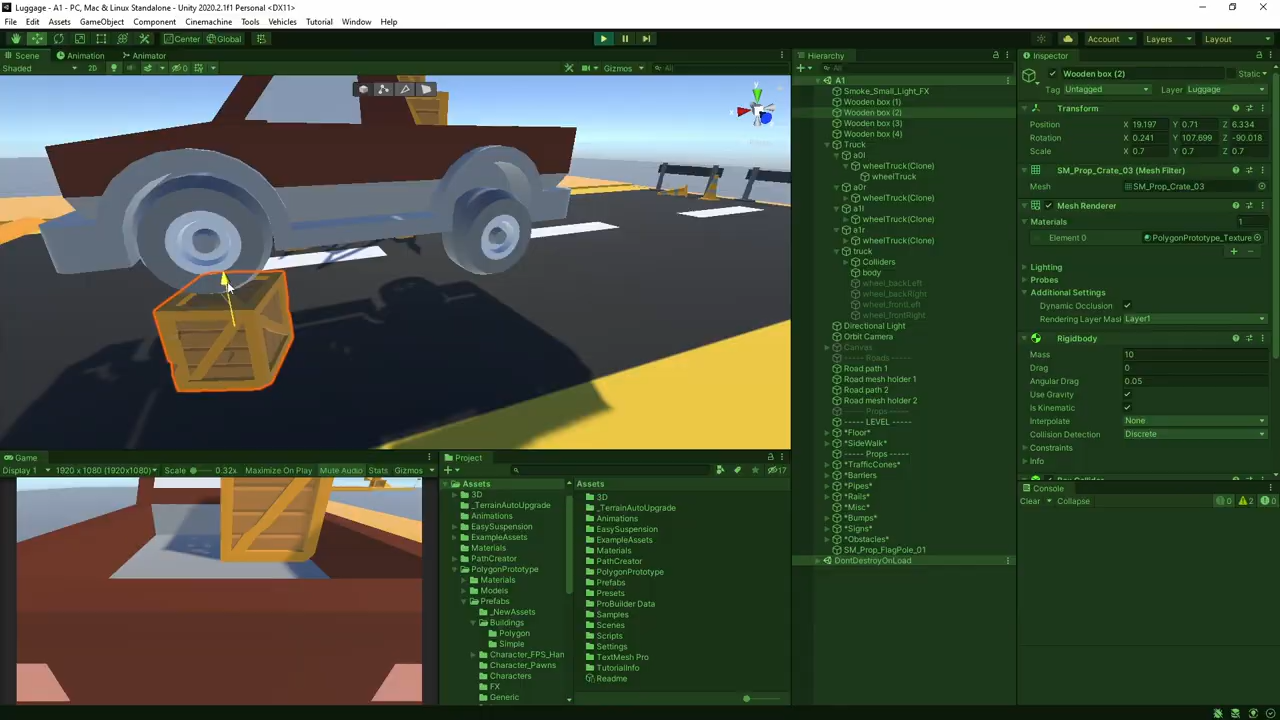 Luggage - A1 - PC, Mac & Linux Standalone - Unity 2020.2.1f1 Personal <DX11>
File Edit Assets GameObject Component Cinemachine Tools Vehicles Tutorial Window Help
Center Global Account Layers Layout
Scene Animation Animator
Shaded 2D 0 Gizmos All
Hierarchy
All
A1
Smoke_Small_Light_FX
Wooden box (1)
Wooden box (2)
Wooden box (3)
Wooden box (4)
Truck
a0l
wheelTruck(Clone)
wheelTruck
a0r
wheelTruck(Clone)
a1l
wheelTruck(Clone)
a1r
wheelTruck(Clone)
truck
Colliders
body
wheel_backLeft
wheel_backRight
wheel_frontLeft
wheel_frontRight
Directional Light
Orbit Camera
Canvas
----- Roads -----
Road path 1
Road mesh holder 1
Road path 2
Road mesh holder 2
----- Props -----
----- LEVEL -----
*Floor*
*SideWalk*
----- Props -----
*TrafficCones*
*Barriers
*Pipes*
*Rails*
*Misc*
*Bumps*
*Signs*
*Obstacles*
SM_Prop_FlagPole_01
DontDestroyOnLoad
Inspector
Wooden box (2) Static
Tag Untagged Layer Luggage
Transform
Position X 19.197 Y 0.71 Z 6.334
Rotation X 0.241 Y 107.699 Z -90.018
Scale X 0.7 Y 0.7 Z 0.7
SM_Prop_Crate_03 (Mesh Filter)
Mesh SM_Prop_Crate_03
Mesh Renderer
Materials 1
Element 0 PolygonPrototype_Texture
Lighting
Probes
Additional Settings
Dynamic Occlusion
Rendering Layer Mask Layer1
Rigidbody
Mass 10
Drag 0
Angular Drag 0.05
Use Gravity
Is Kinematic
Interpolate None
Collision Detection Discrete
Constraints
Info
Console
Clear Collapse 0 2 0
Game
Display 1 1920 x 1080 (1920x1080) Scale 0.32x Maximize On Play Mute Audio Stats Gizmos
Project
17
Assets
3D
_TerrainAutoUpgrade
Animations
EasySuspension
ExampleAssets
Materials
PathCreator
PolygonPrototype
Materials
Models
Prefabs
_NewAssets
Buildings
Polygon
Simple
Character_FPS_Han
Character_Pawns
Characters
FX
Generic
Assets
3D
_TerrainAutoUpgrade
Animations
EasySuspension
ExampleAssets
Materials
PathCreator
PolygonPrototype
Prefabs
Presets
ProBuilder Data
Samples
Scenes
Scripts
Settings
TextMesh Pro
TutorialInfo
Readme